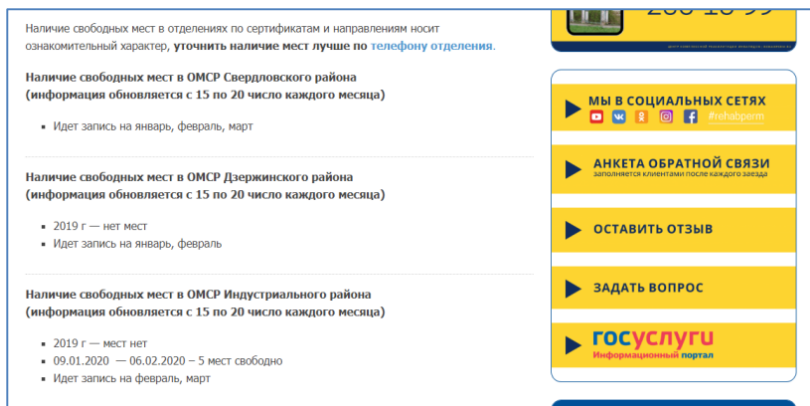 Наличие свободных мест в отделениях по сертификатам и направлениям носит
ознакомительный характер, уточнить наличие мест лучше по телефону отделения.
Наличие свободных мест в ОМСР Свердловского района
(информация обновляется с 15 по 20 число каждого месяца)
Идет запись на январь, февраль, март
Наличие свободных мест в ОМСР Дзержинского района
(информация обновляется с 15 по 20 число каждого месяца)
2019 г — нет мест
Идет запись на январь, февраль
Наличие свободных мест в ОМСР Индустриального района
(информация обновляется с 15 по 20 число каждого месяца)
2019 г — мест нет
09.01.2020 — 06.02.2020 – 5 мест свободно
Идет запись на февраль, март
МЫ В СОЦИАЛЬНЫХ СЕТЯХ
#rehabperm
АНКЕТА ОБРАТНОЙ СВЯЗИ
заполняется клиентами после каждого заезда
ОСТАВИТЬ ОТЗЫВ
ЗАДАТЬ ВОПРОС
госуслуги
Информационный портал